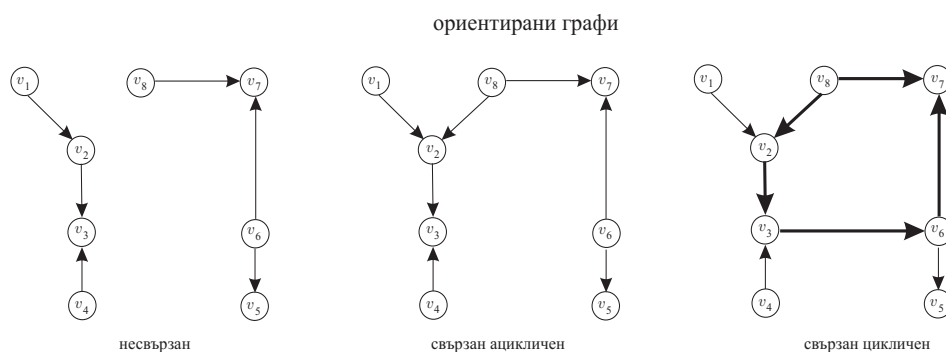 ориентирани графи
v1 v8 v7 v1 v8 v7 v1 v8 v7
v2 v2 v2
v3 v6 v3 v6 v3 v6
v4 v5 v4 v5 v4 v5
несвързан свързан ацикличен свързан цикличен